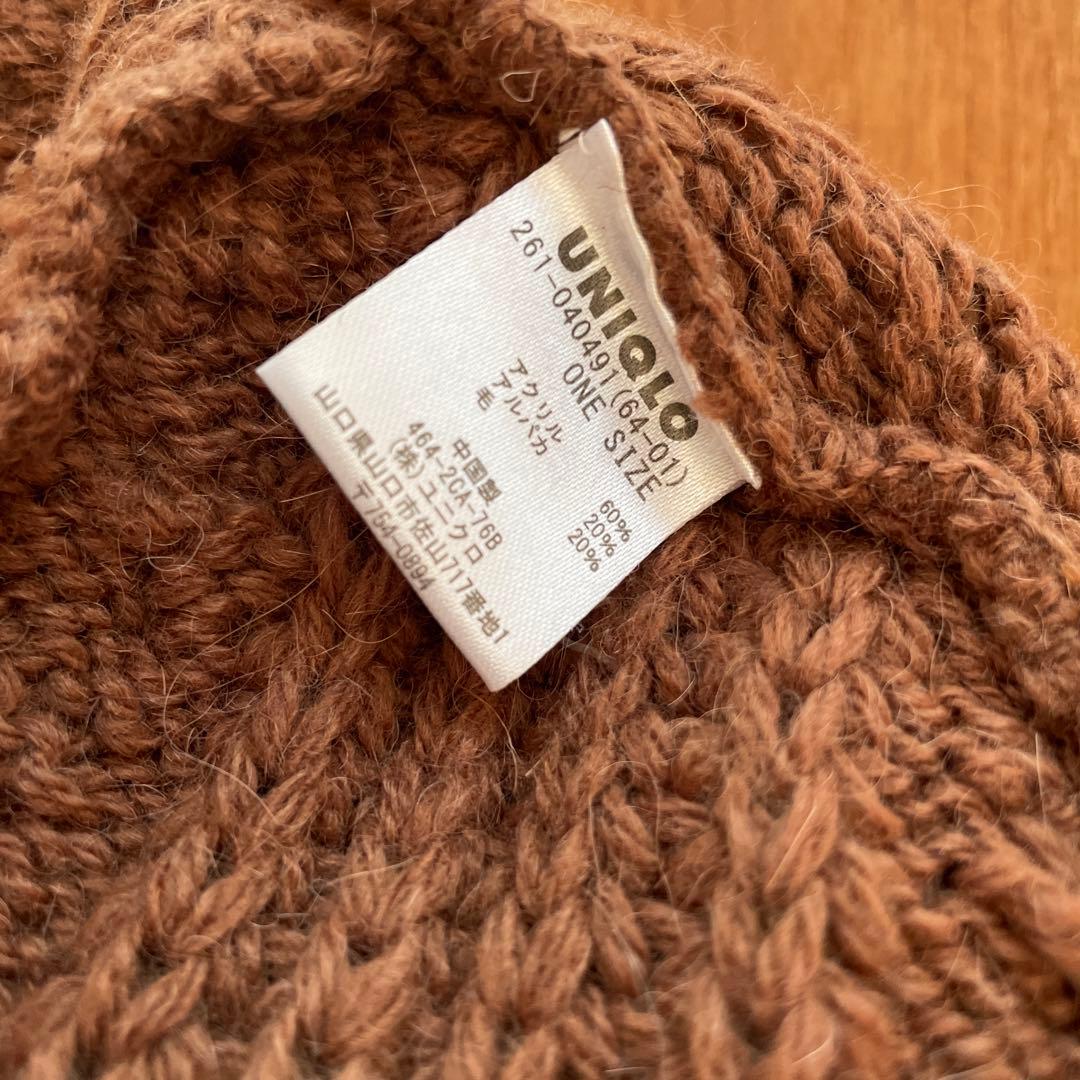 UNIQLO
261-040491(64-01)
ONE SIZE
アクリル 60%
アルパカ 20%
毛 20%
中国製
464-2CA-76B
(株)ユニクロ
山口県山口市佐山717番地1
〒754-0894